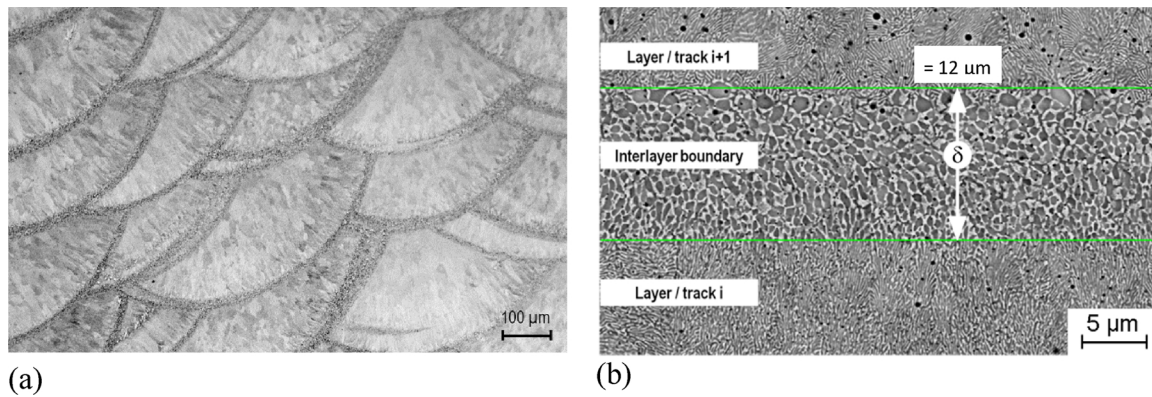 100 µm
(a)
Layer / track i+1
= 12 um
Interlayer boundary
δ
Layer / track i
5 µm
(b)